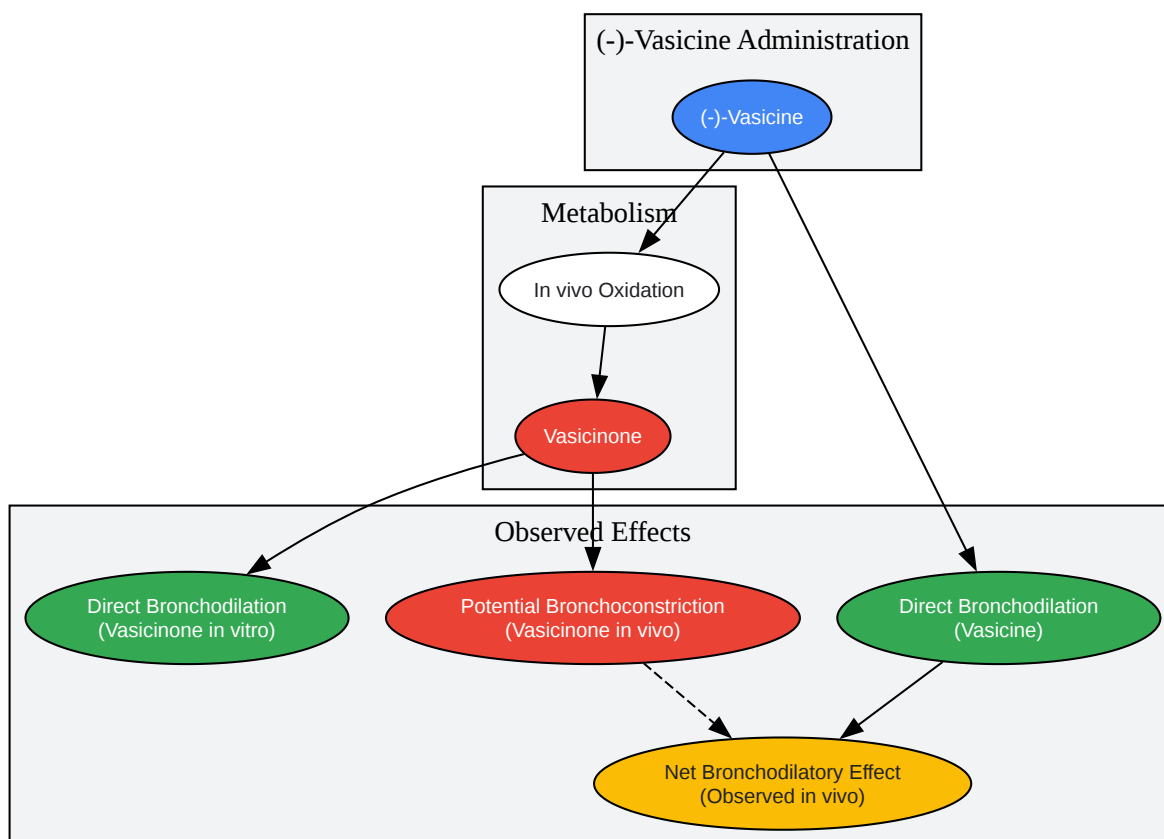 (-)-Vasicine Administration
(-)-Vasicine
Metabolism
In vivo Oxidation
Vasicinone
Observed Effects
Direct Bronchodilation
(Vasicinone in vitro)
Potential Bronchoconstriction
(Vasicinone in vivo)
Direct Bronchodilation
(Vasicine)
Net Bronchodilatory Effect
(Observed in vivo)